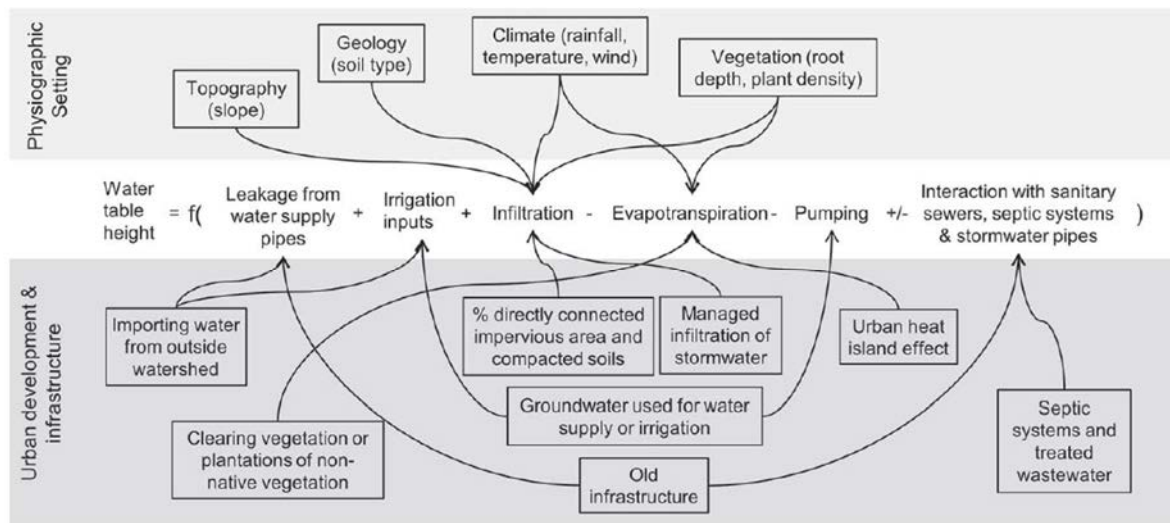 Physiographic
Setting
Topography
(slope)
Geology
(soil type)
Climate (rainfall,
temperature, wind)
Vegetation (root
depth, plant density)
Water
table
height
= f(
Leakage from
water supply
pipes
+
Irrigation
inputs
+
Infiltration
-
Evapotranspiration
-
Pumping
+/-
Interaction with sanitary
sewers, septic systems
& stormwater pipes
)
Urban development &
infrastructure
Importing water
from outside
watershed
% directly connected
impervious area and
compacted soils
Managed
infiltration of
stormwater
Urban heat
island effect
Clearing vegetation or
plantations of non-
native vegetation
Groundwater used for water
supply or irrigation
Old
infrastructure
Septic
systems and
treated
wastewater